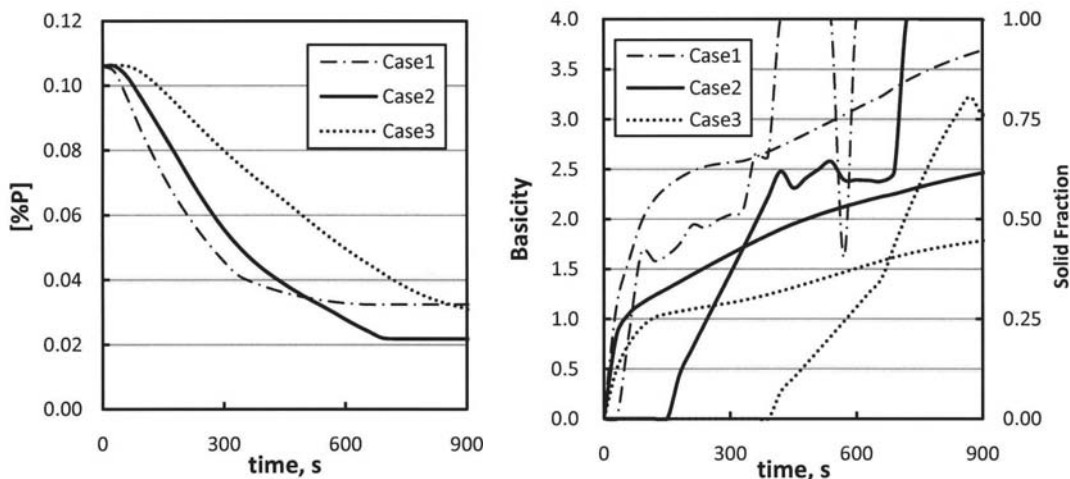 0.12
0.10
0.08
0.06
0.04
0.02
0.00
[%P]
Case1
Case2
Case3
0 300 600 900
time, s
4.0
3.5
3.0
2.5
2.0
1.5
1.0
0.5
0.0
Basicity
Case1
Case2
Case3
1.00
0.75
0.50
0.25
0.00
Solid Fraction
0 300 600 900
time, s